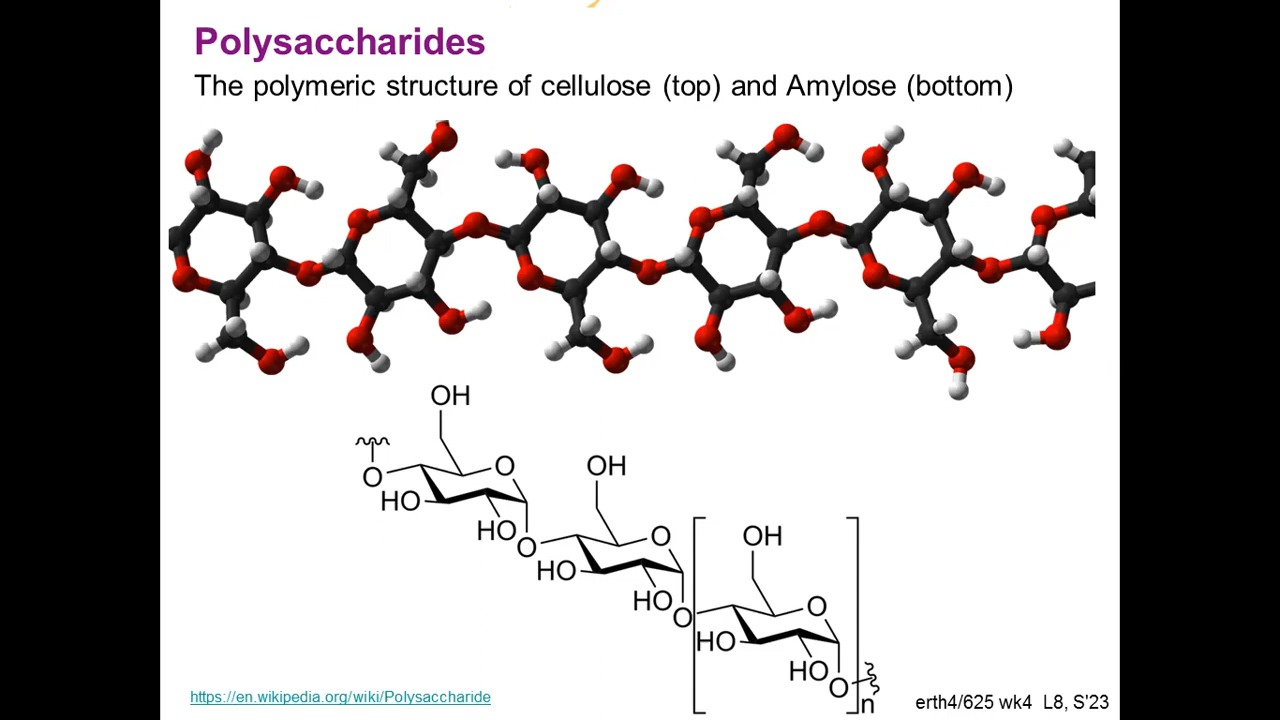 Polysaccharides
The polymeric structure of cellulose (top) and Amylose (bottom)
OH
O
O
HO
HO
OH
O
O
HO
HO
OH
O
O
HO
HO
O
n
https://en.wikipedia.org/wiki/Polysaccharide
erth4/625 wk4 L8, S'23